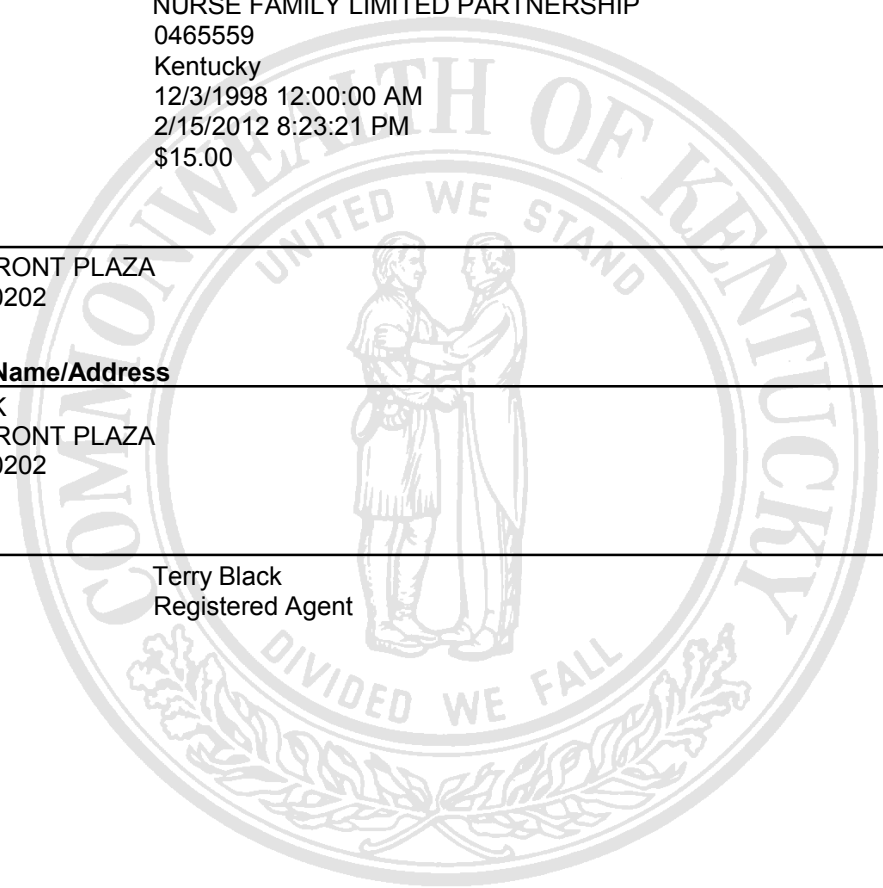 NURSE FAMILY LIMITED PARTNERSHIP
0465559
Kentucky
12/3/1998 12:00:00 AM
2/15/2012 8:23:21 PM
$15.00
COMMONWEALTH OF KENTUCKY
UNITED WE STAND
RONT PLAZA
0202
Name/Address
K
RONT PLAZA
0202
Terry Black
Registered Agent
DIVIDED WE FALL